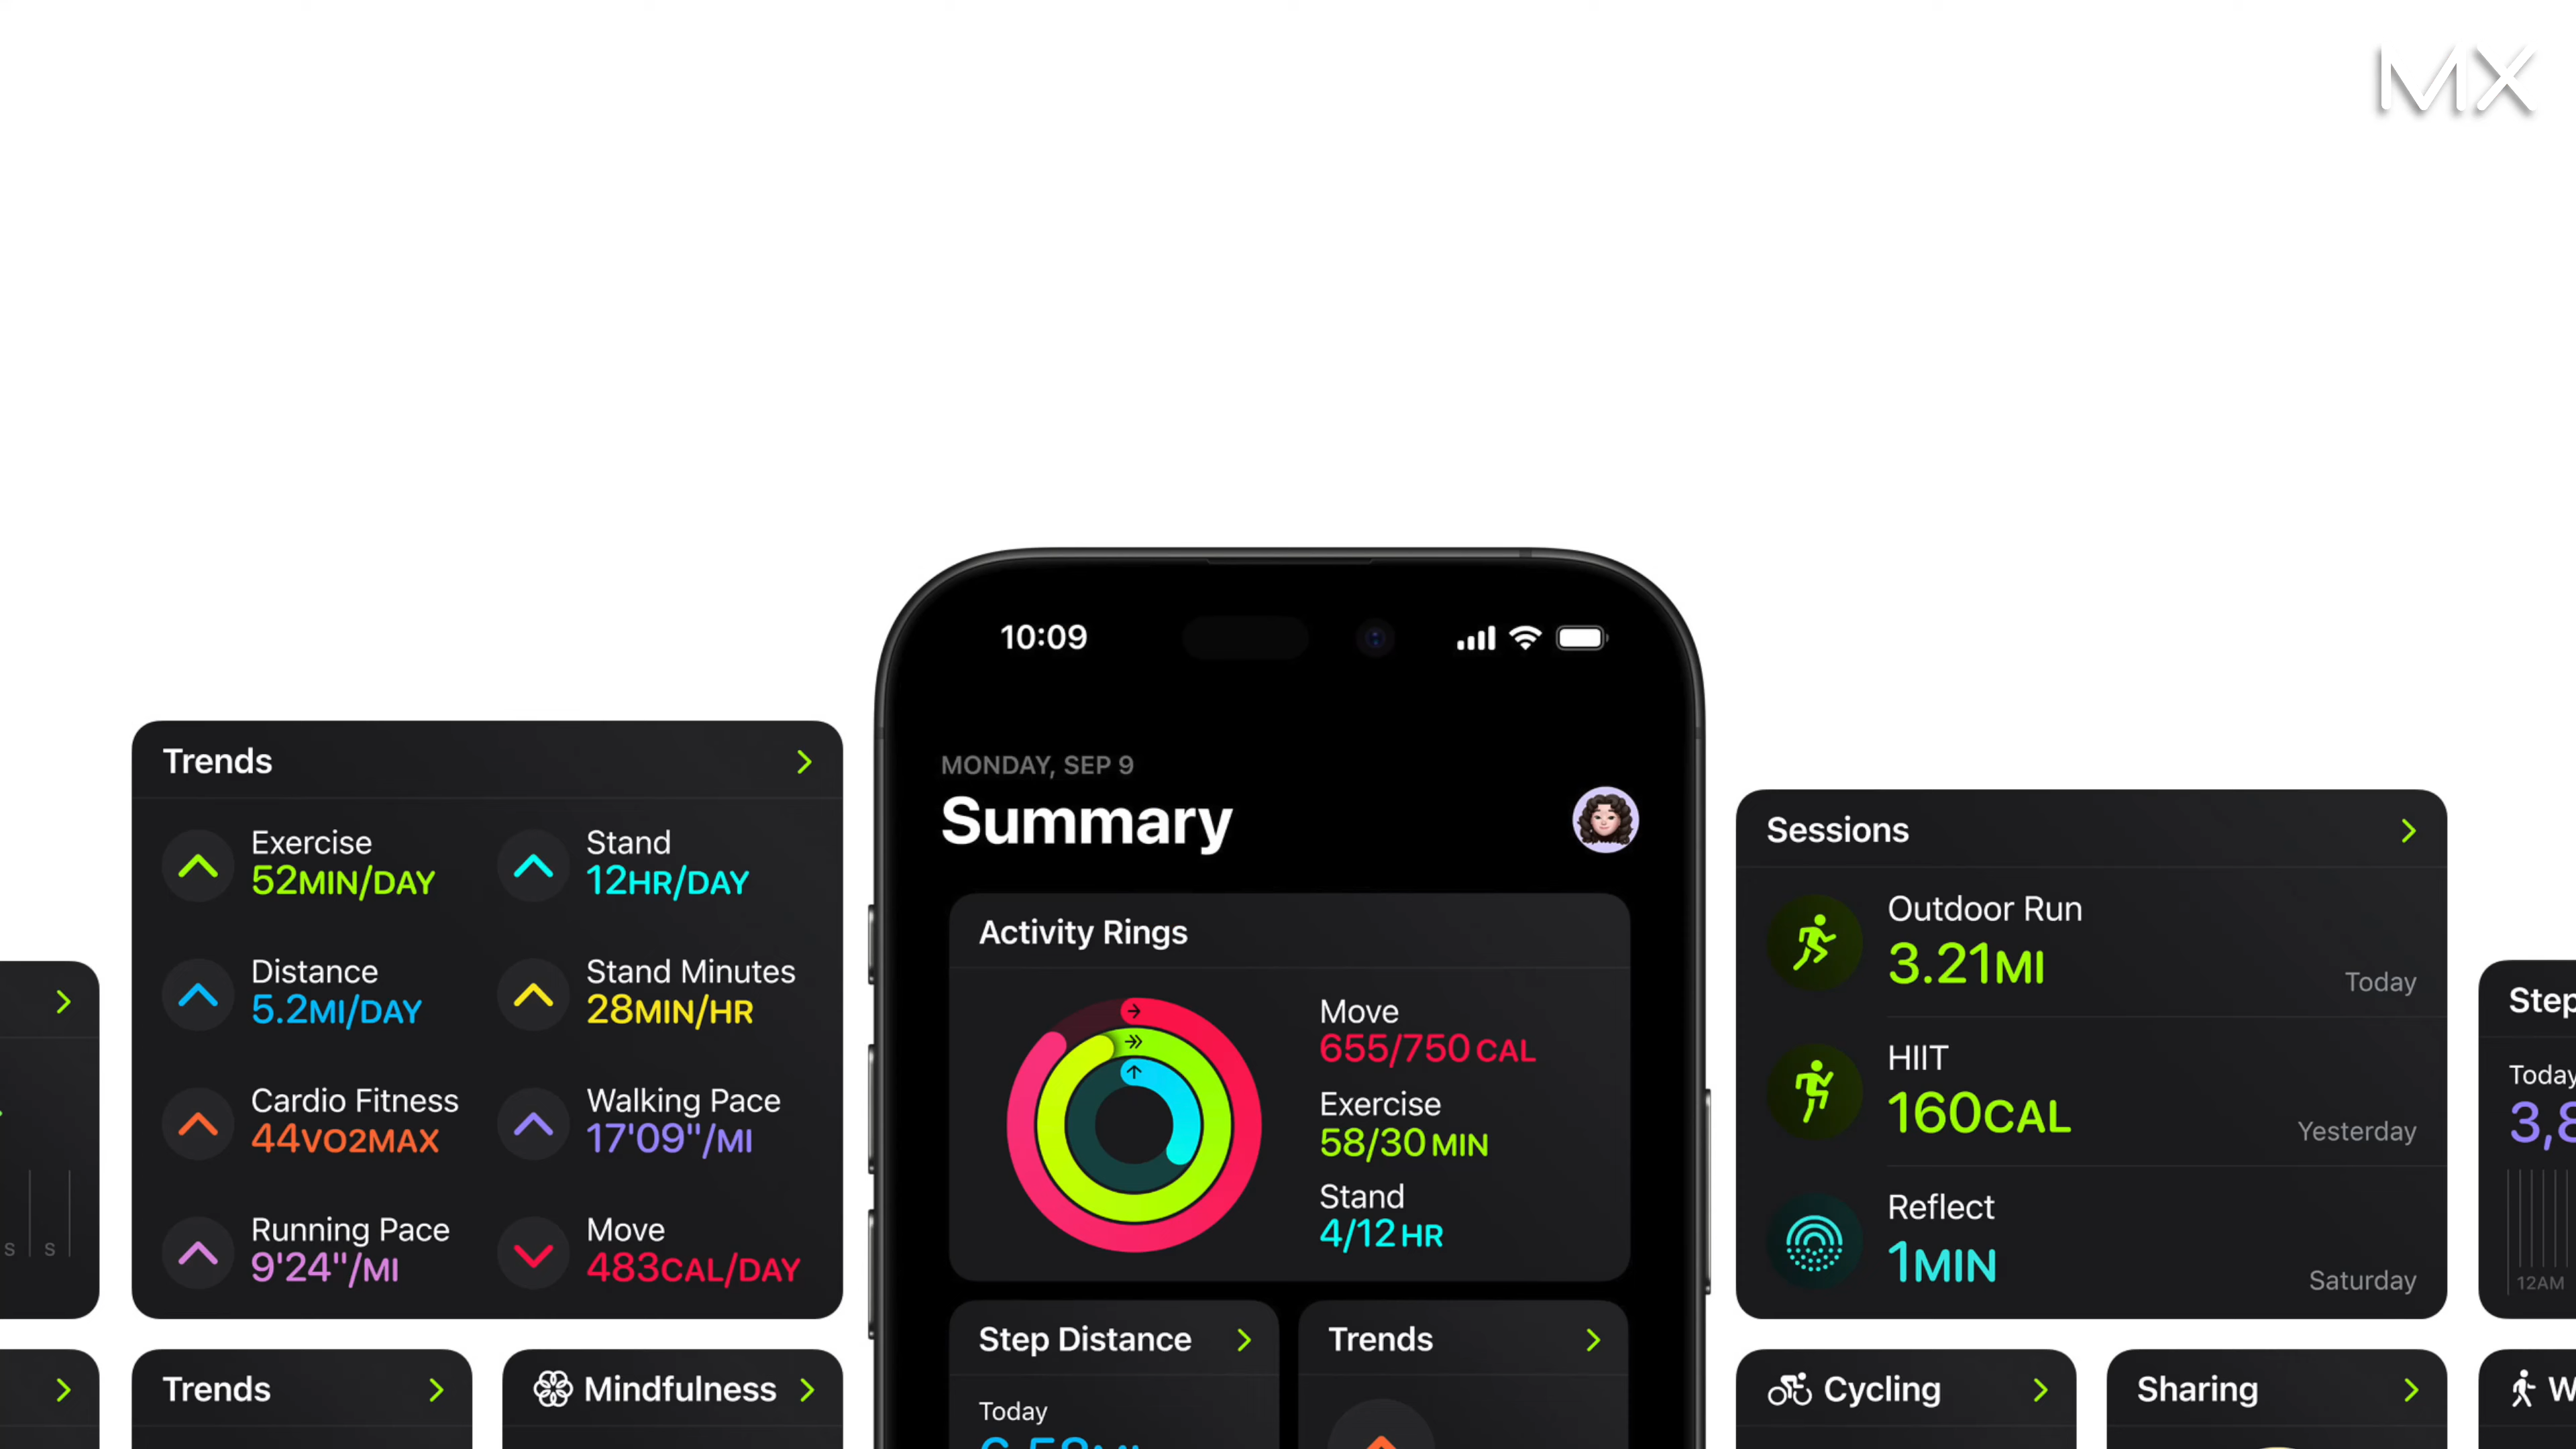 MX
10:09
MONDAY, SEP 9
Summary
Trends
Exercise
52MIN/DAY
Stand
12HR/DAY
Distance
5.2MI/DAY
Stand Minutes
28MIN/HR
Cardio Fitness
44VO2MAX
Walking Pace
17'09"/MI
Running Pace
9'24"/MI
Move
483CAL/DAY
Activity Rings
Move
655/750 CAL
Exercise
58/30 MIN
Stand
4/12 HR
Sessions
Outdoor Run
3.21MI
Today
HIIT
160CAL
Yesterday
Reflect
1MIN
Saturday
Step
Today
3,8
12AM
S S
Trends
Mindfulness
Step Distance
Today
Trends
Cycling
Sharing